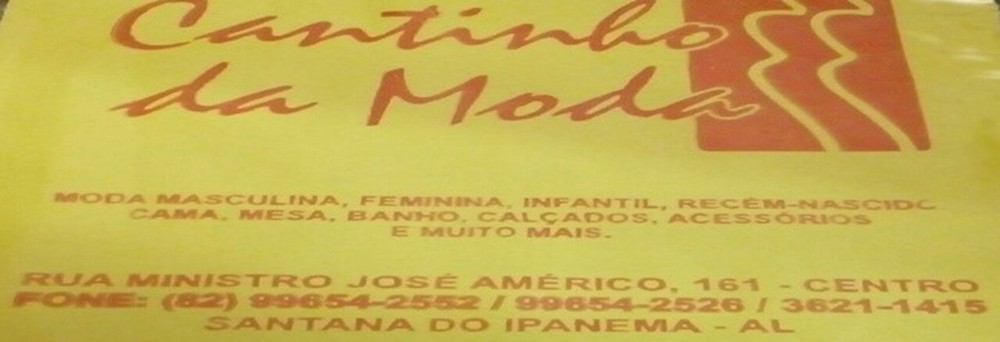 Cantinho
da Moda
MODA MASCULINA, FEMININA, INFANTIL, RECÉM-NASCIDO
CAMA, MESA, BANHO, CALÇADOS, ACESSÓRIOS
E MUITO MAIS.
RUA MINISTRO JOSÉ AMÉRICO, 161 - CENTRO
FONE: (82) 99654-2552 / 99654-2526 / 3621-1415
SANTANA DO IPANEMA - AL